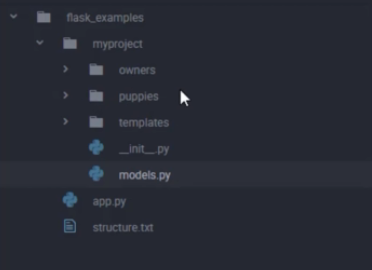 flask_examples
myproject
owners
puppies
templates
__init__.py
models.py
app.py
structure.txt